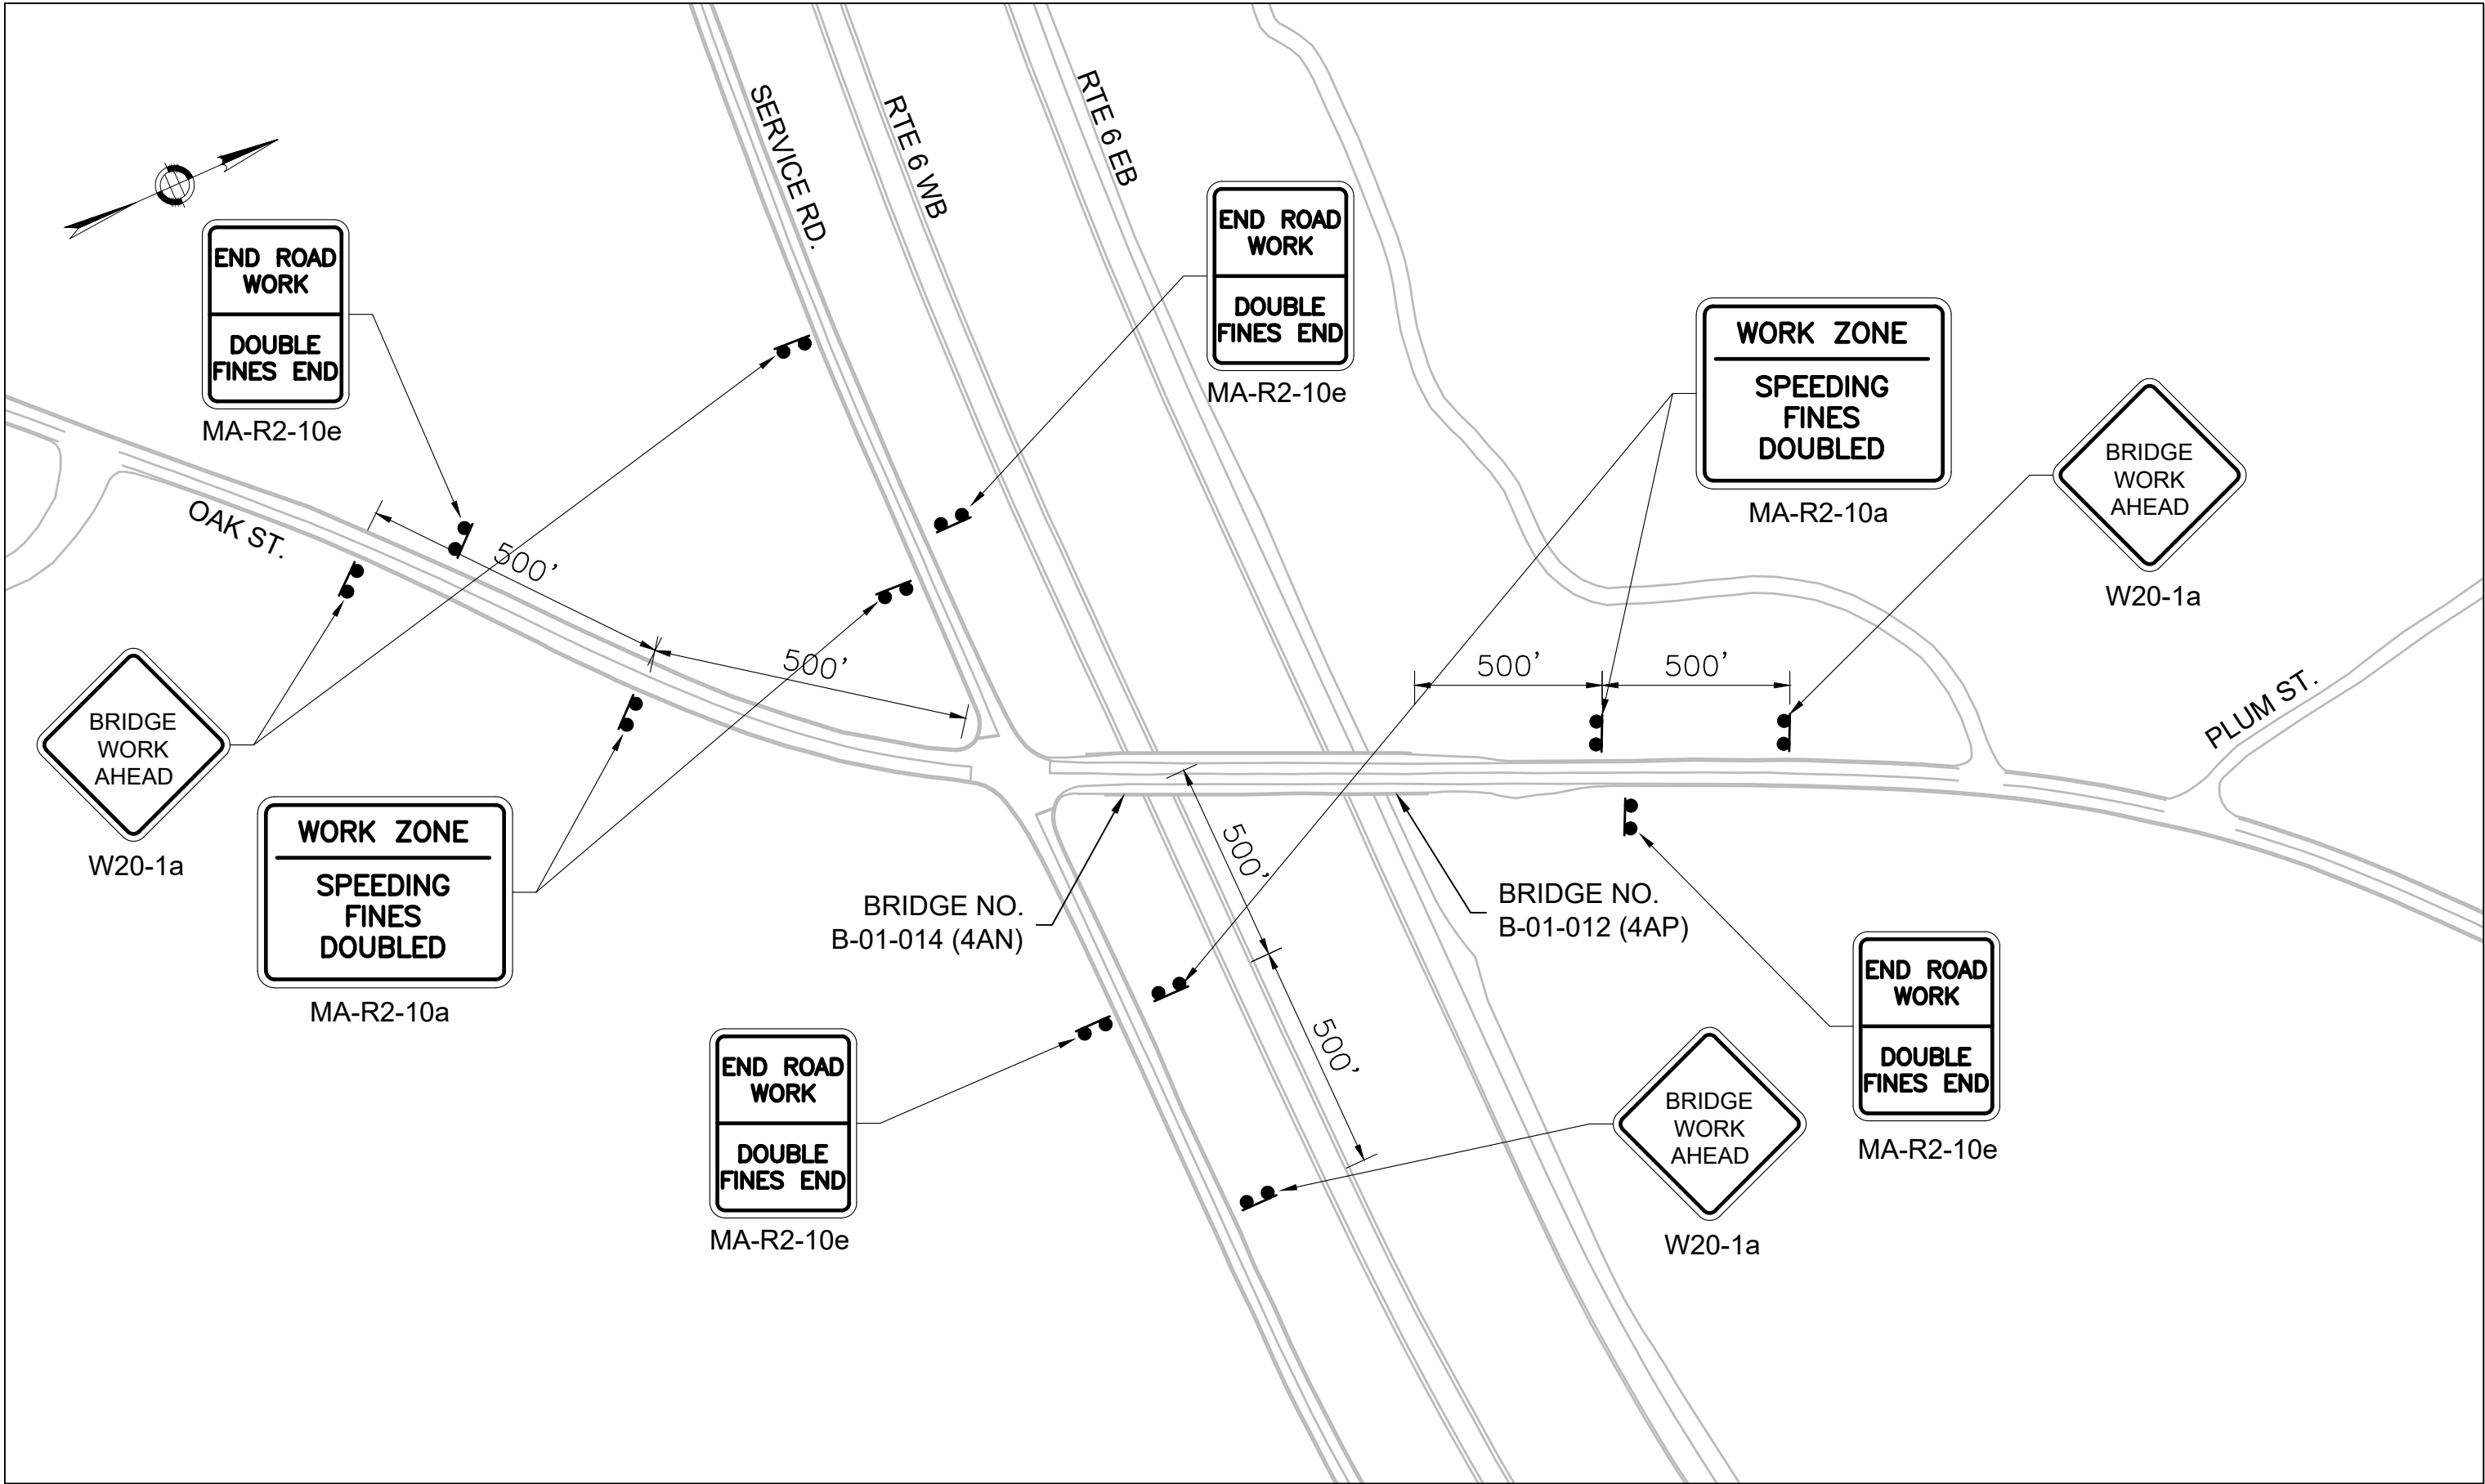 SERVICE RD.
RTE 6 WB
RTE 6 EB
END ROAD
WORK
DOUBLE
FINES END
MA-R2-10e
END ROAD
WORK
DOUBLE
FINES END
MA-R2-10e
WORK ZONE
SPEEDING
FINES
DOUBLED
MA-R2-10a
BRIDGE
WORK
AHEAD
W20-1a
OAK ST.
500'
500'
500'
500'
PLUM ST.
BRIDGE
WORK
AHEAD
W20-1a
WORK ZONE
SPEEDING
FINES
DOUBLED
MA-R2-10a
500'
BRIDGE NO.
B-01-014 (4AN)
BRIDGE NO.
B-01-012 (4AP)
500'
END ROAD
WORK
DOUBLE
FINES END
MA-R2-10e
BRIDGE
WORK
AHEAD
W20-1a
END ROAD
WORK
DOUBLE
FINES END
MA-R2-10e